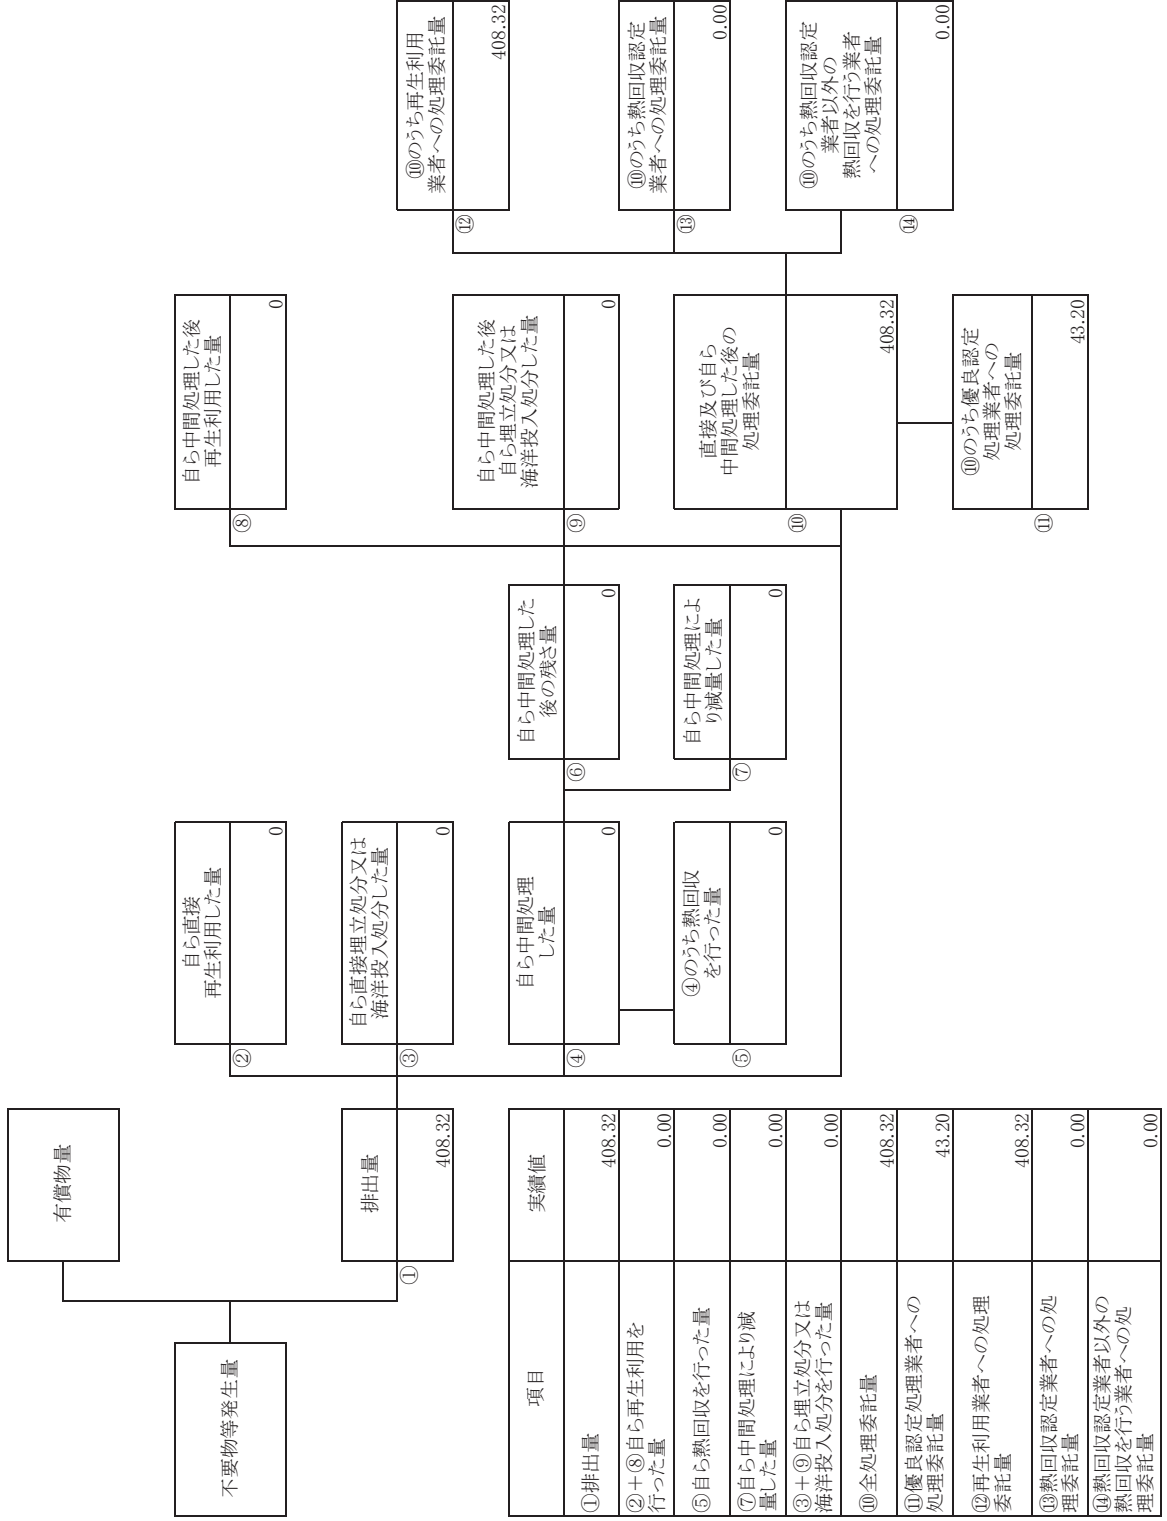 不要物等発生量
有償物量
①
排出量
408.32
②
自ら直接
再生利用した量
0
③
自ら直接埋立処分又は
海洋投入処分した量
0
④
自ら中間処理
した量
0
⑤
④のうち熱回収
を行った量
0
⑥
自ら中間処理した
後の残さ量
0
⑦
自ら中間処理によ
り減量した量
0
⑧
自ら中間処理した後
再生利用した量
0
⑨
自ら中間処理した後
自ら埋立処分又は
海洋投入処分した量
0
⑩
直接及び自ら
中間処理した後の
処理委託量
408.32
⑪
⑩のうち優良認定
処理業者への
処理委託量
43.20
⑫
⑩のうち再生利用
業者への処理委託量
408.32
⑬
⑩のうち熱回収認定
業者への処理委託量
0.00
⑭
⑩のうち熱回収認定
業者以外の
熱回収を行う業者
への処理委託量
0.00
項目 実績値
①排出量 408.32
②＋⑧自ら再生利用を
行った量 0.00
⑤自ら熱回収を行った量 0.00
⑦自ら中間処理により減
量した量 0.00
③＋⑨自ら埋立処分又は
海洋投入処分を行った量 0.00
⑩全処理委託量 408.32
⑪優良認定処理業者への
処理委託量 43.20
⑫再生利用業者への処理
委託量 408.32
⑬熱回収認定業者への処
理委託量 0.00
⑭熱回収認定業者以外の
熱回収を行う業者への処
理委託量 0.00